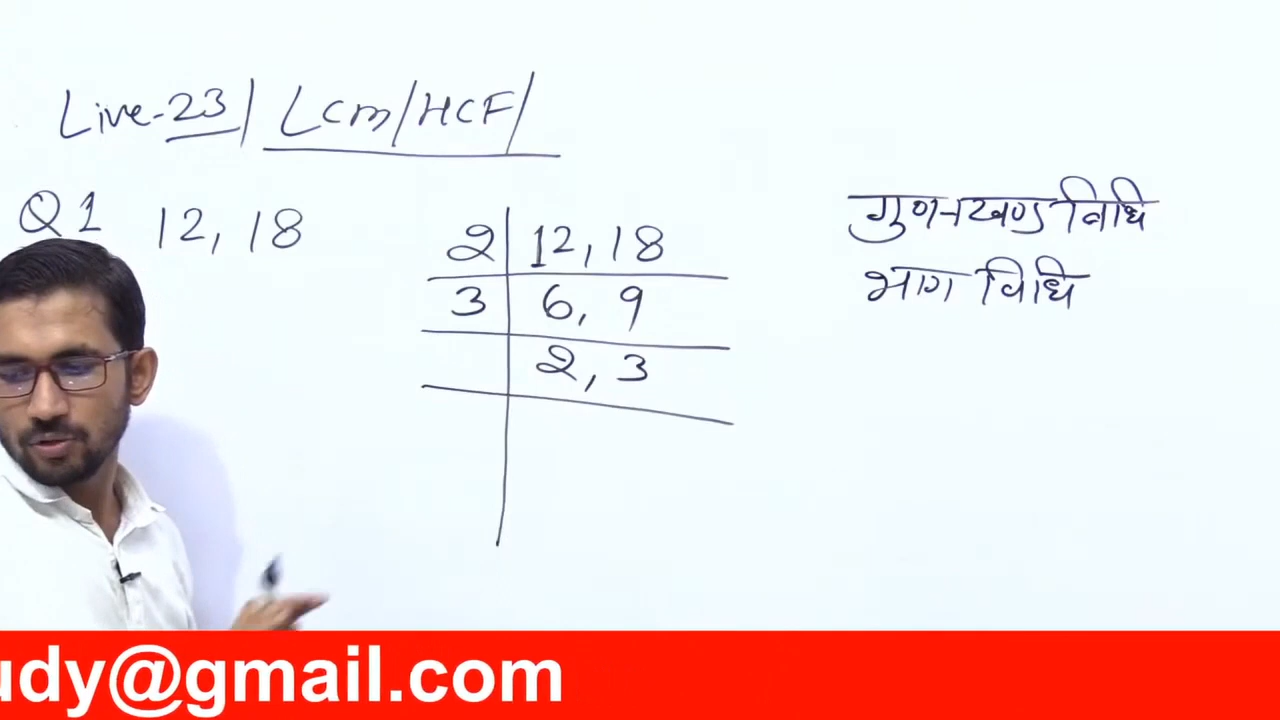 Live-23/ LCM/HCF/
Q1 12, 18
2 | 12, 18
3 | 6, 9
2, 3
गुणनखण्ड विधि
भाग विधि
udy@gmail.com